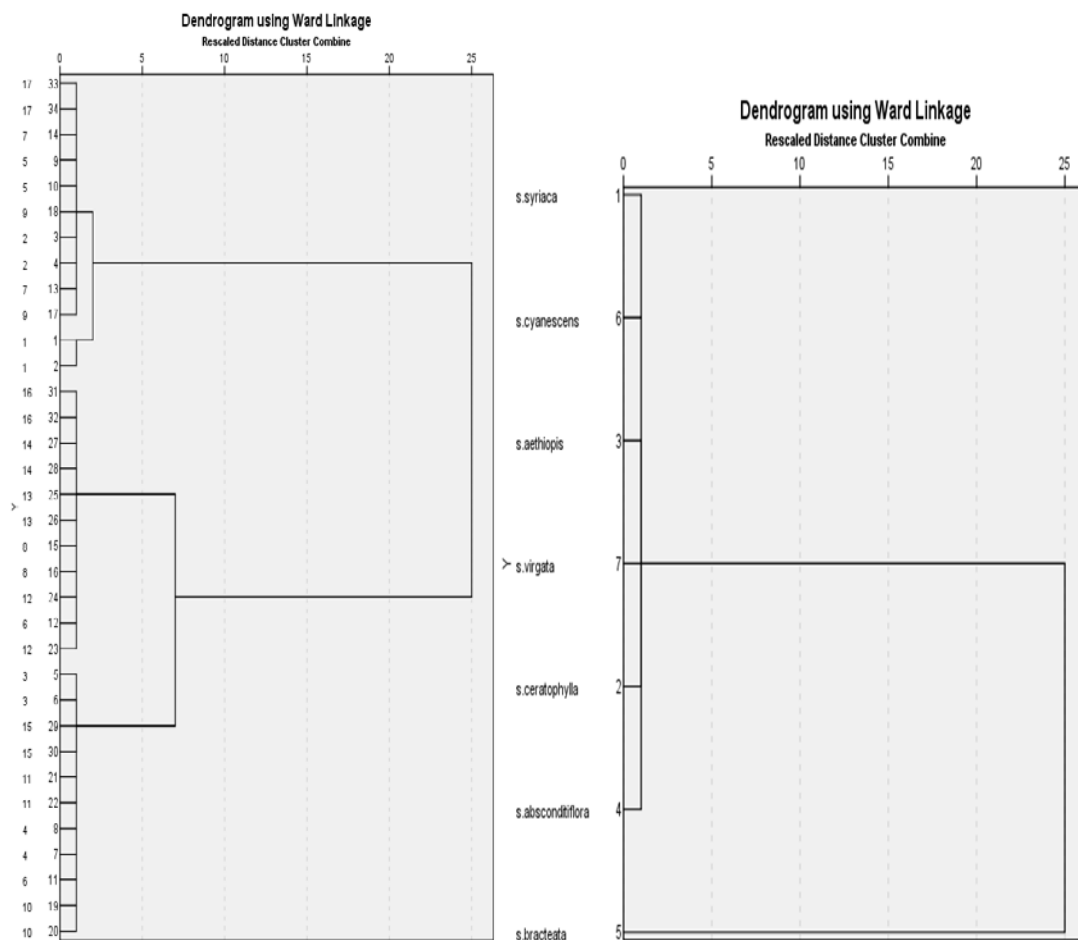 Dendrogram using Ward Linkage
Rescaled Distance Cluster Combine
0 5 10 15 20 25
17 33
17 34
7 14
5 9
5 10
9 18
2 3
2 4
7 13
9 17
1 1
1 2
16 31
16 32
14 27
14 28
13 25
13 26
0 15
8 16
12 24
6 12
12 23
3 5
3 6
15 29
15 30
11 21
11 22
4 8
4 7
6 11
10 19
10 20
Y
Dendrogram using Ward Linkage
Rescaled Distance Cluster Combine
0 5 10 15 20 25
s.syriaca 1
s.cyanescens 6
s.aethiopis 3
Y s.virgata 7
s.ceratophylla 2
s.absconditiflora 4
s.bracteata 5